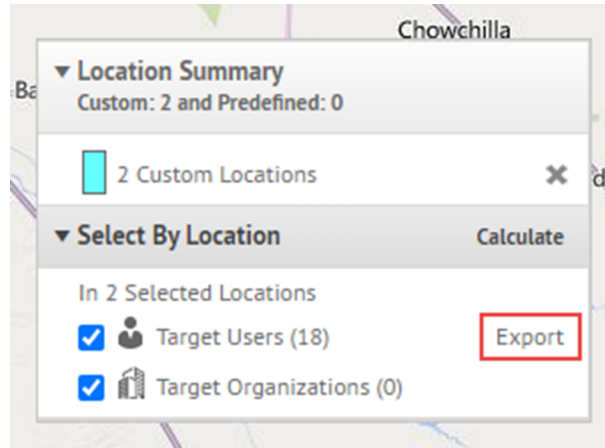 Chowchilla
Ba
Location Summary
Custom: 2 and Predefined: 0
2 Custom Locations
d
Select By Location Calculate
In 2 Selected Locations
Target Users (18) Export
Target Organizations (0)